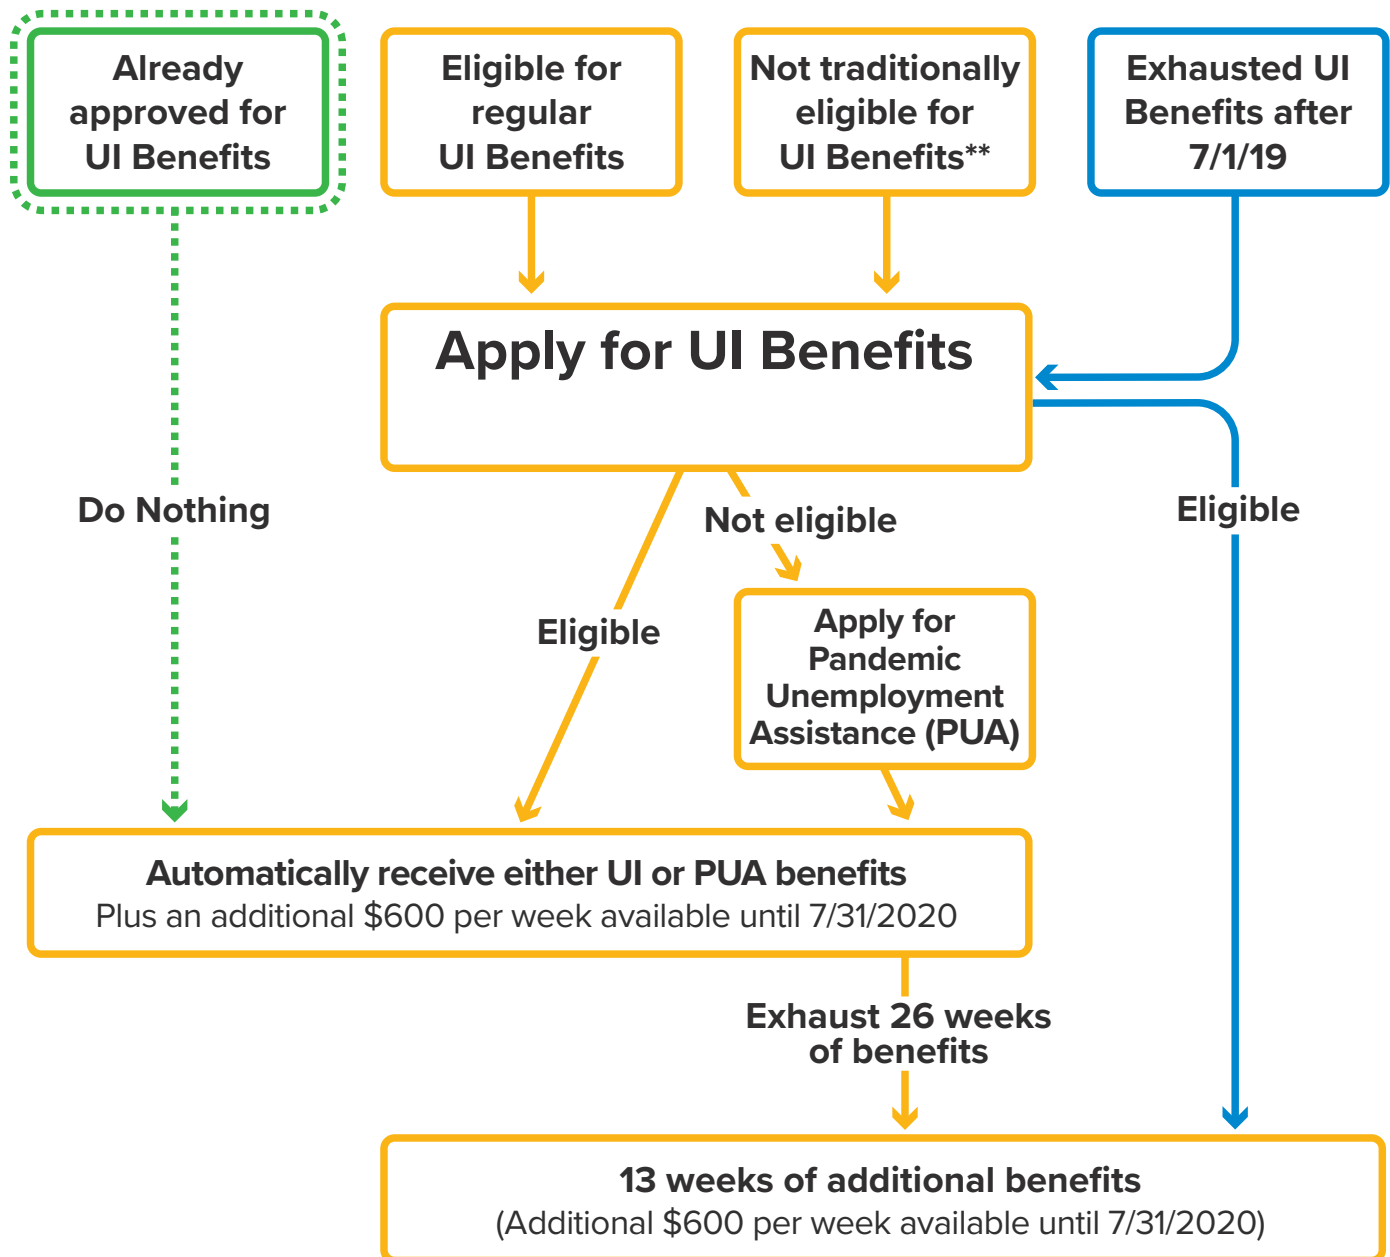 Already
approved for
UI Benefits
Eligible for
regular
UI Benefits
Not traditionally
eligible for
UI Benefits**
Exhausted UI
Benefits after
7/1/19
Apply for UI Benefits
Do Nothing
Not eligible
Eligible
Eligible
Apply for
Pandemic
Unemployment
Assistance (PUA)
Automatically receive either UI or PUA benefits
Plus an additional $600 per week available until 7/31/2020
Exhaust 26 weeks
of benefits
13 weeks of additional benefits
(Additional $600 per week available until 7/31/2020)